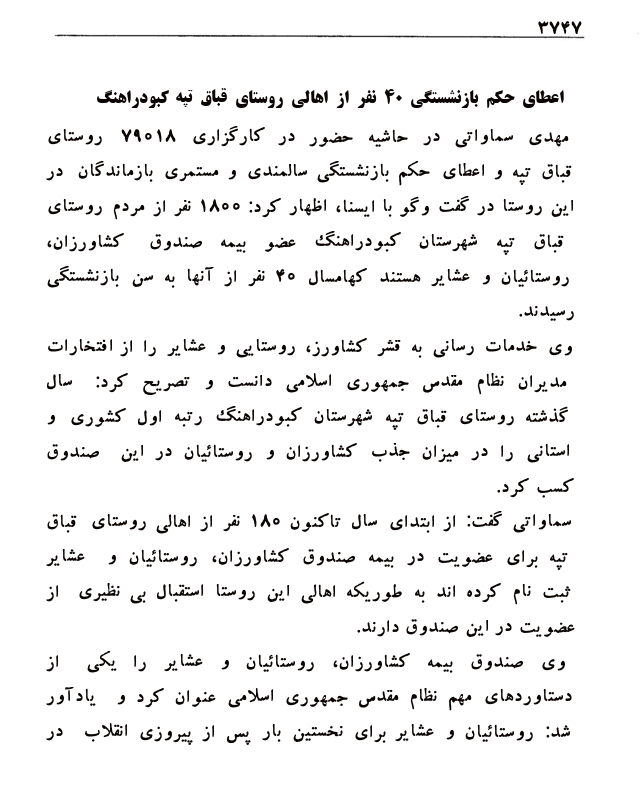 ۳۷۴۷
اعطای حکم بازنشستگی ۴۰ نفر از اهالی روستای قباق تپه کبودراهنگ
مهدی سماواتی در حاشیه حضور در کارگزاری ۷۹۰۱۸ روستای
قباق تپه و اعطای حکم بازنشستگی سالمندی و مستمری بازماندگان در
این روستا در گفت وگو با ایسنا، اظهار کرد: ۱۸۰۰ نفر از مردم روستای
قباق تپه شهرستان کبودراهنگ عضو بیمه صندوق کشاورزان،
روستائیان و عشایر هستند کهامسال ۴۰ نفر از آنها به سن بازنشستگی
رسیدند.
وی خدمات رسانی به قشر کشاورز، روستایی و عشایر را از افتخارات
مدیران نظام مقدس جمهوری اسلامی دانست و تصریح کرد: سال
گذشته روستای قباق تپه شهرستان کبودراهنگ رتبه اول کشوری و
استانی را در میزان جذب کشاورزان و روستائیان در این صندوق
کسب کرد.
سماواتی گفت: از ابتدای سال تاکنون ۱۸۰ نفر از اهالی روستای قباق
تپه برای عضویت در بیمه صندوق کشاورزان، روستائیان و عشایر
ثبت نام کرده اند به طوریکه اهالی این روستا استقبال بی نظیری از
عضویت در این صندوق دارند.
وی صندوق بیمه کشاورزان، روستائیان و عشایر را یکی از
دستاوردهای مهم نظام مقدس جمهوری اسلامی عنوان کرد و یادآور
شد: روستائیان و عشایر برای نخستین بار پس از پیروزی انقلاب در